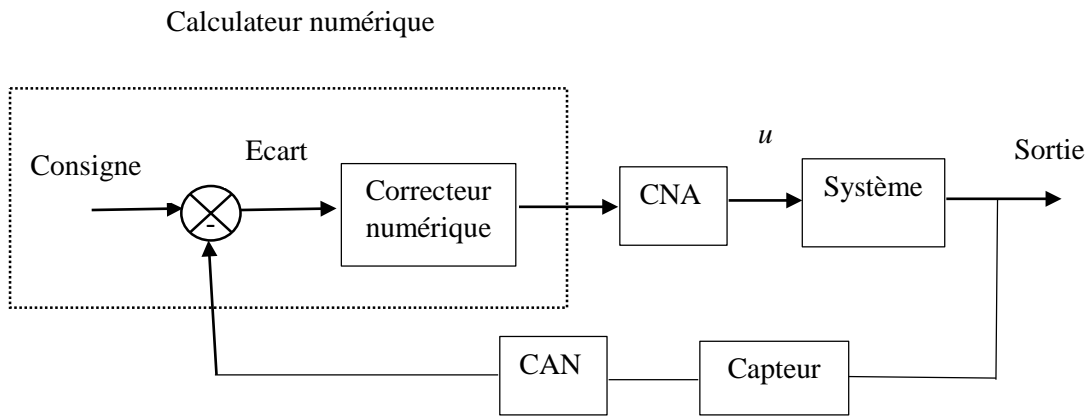 Calculateur numérique
Consigne
Ecart
Correcteur
numérique
CNA
u
Système
Sortie
-
CAN
Capteur